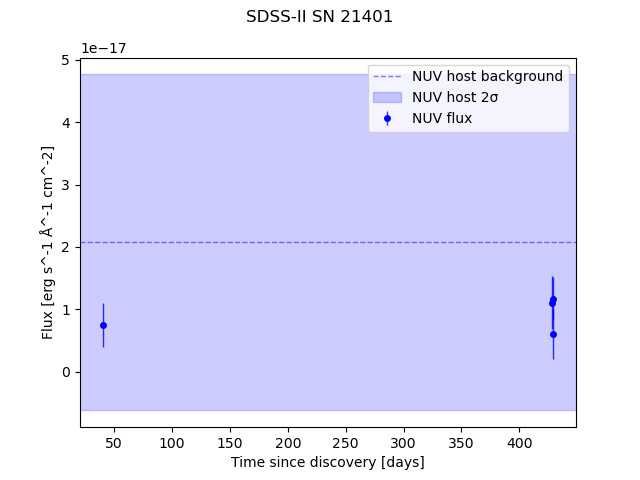 SDSS-II SN 21401
1e−17
NUV host background
NUV host 2σ
NUV flux
5
4
3
2
1
0
Flux [erg s^-1 Å^-1 cm^-2]
50 100 150 200 250 300 350 400
Time since discovery [days]